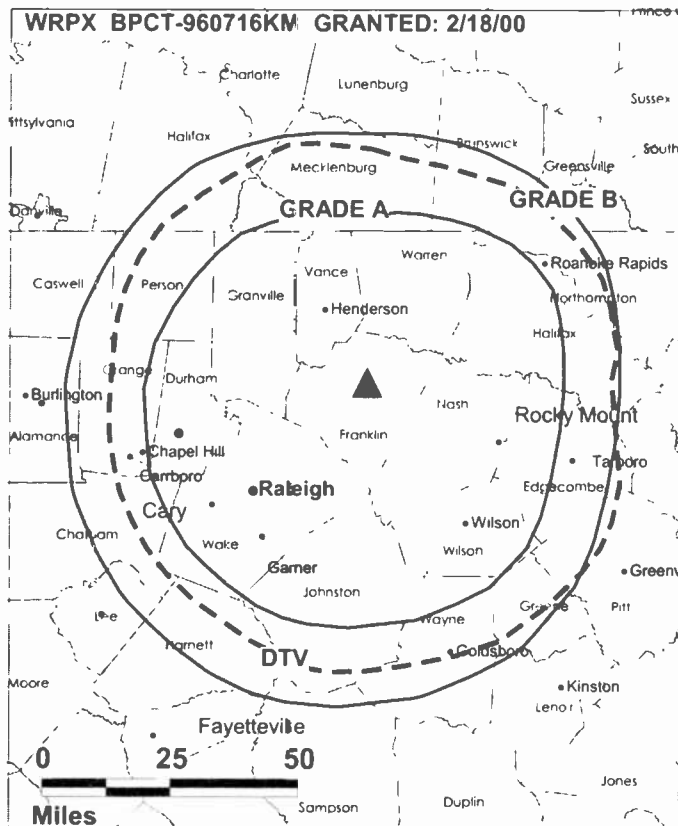 WRPX BPCT-960716KM GRANTED: 2/18/00
Charlotte
Lunenburg
Sussex
Halifax
Brunswick
South
Mecklenburg
Greensville
GRADE A
GRADE B
Danville
Warren
Roanoke Rapids
Caswell
Person
Vance
Granville
Northampton
Henderson
Halifax
Orange
Durham
Burlington
Nash
Rocky Mount
Alamance
Franklin
Chapel Hill
Carrboro
Tarboro
Raleigh
Edgecombe
Cary
Wilson
Chatham
Wake
Wilson
Garner
Greenv
Johnston
Lee
Wayne
Greene
Pitt
Harnett
DTV
Goldsboro
Moore
Kinston
Lenoir
Fayetteville
0 25 50
Jones
Miles
Sampson
Duplin